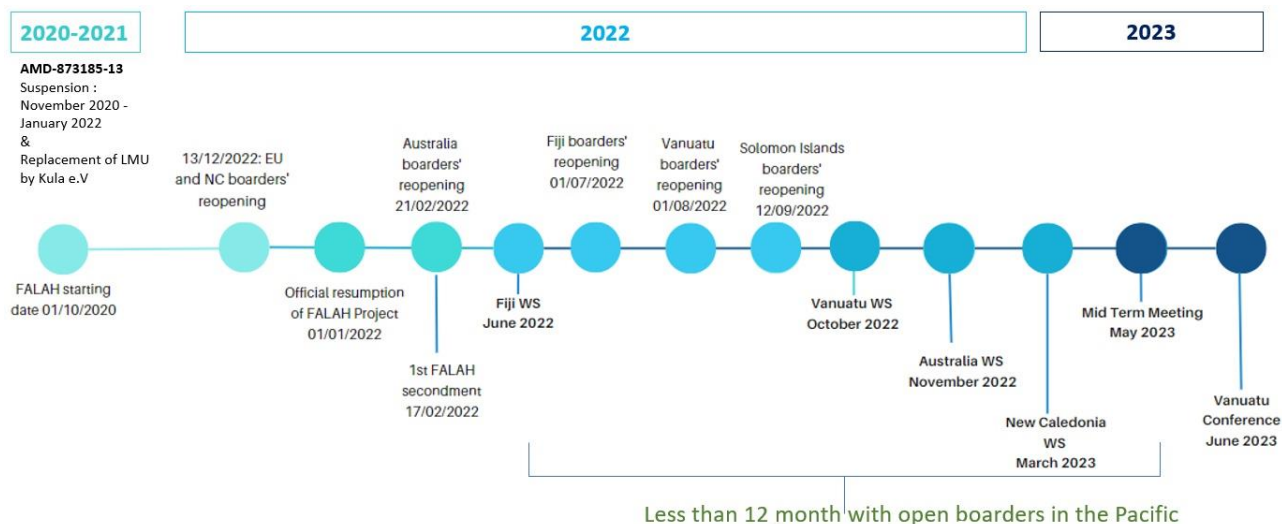 2020-2021
2022
2023
AMD-873185-13
Suspension :
November 2020 -
January 2022
&
Replacement of LMU
by Kula e.V
13/12/2022: EU
and NC boarders'
reopening
Australia
boarders'
reopening
21/02/2022
Fiji boarders'
reopening
01/07/2022
Vanuatu
boarders'
reopening
01/08/2022
Solomon Islands
boarders'
reopening
12/09/2022
FALAH starting
date 01/10/2020
Official resumption
of FALAH Project
01/01/2022
1st FALAH
secondment
17/02/2022
Fiji WS
June 2022
Vanuatu WS
October 2022
Australia WS
November 2022
New Caledonia
WS
March 2023
Mid Term Meeting
May 2023
Vanuatu
Conference
June 2023
Less than 12 month with open boarders in the Pacific